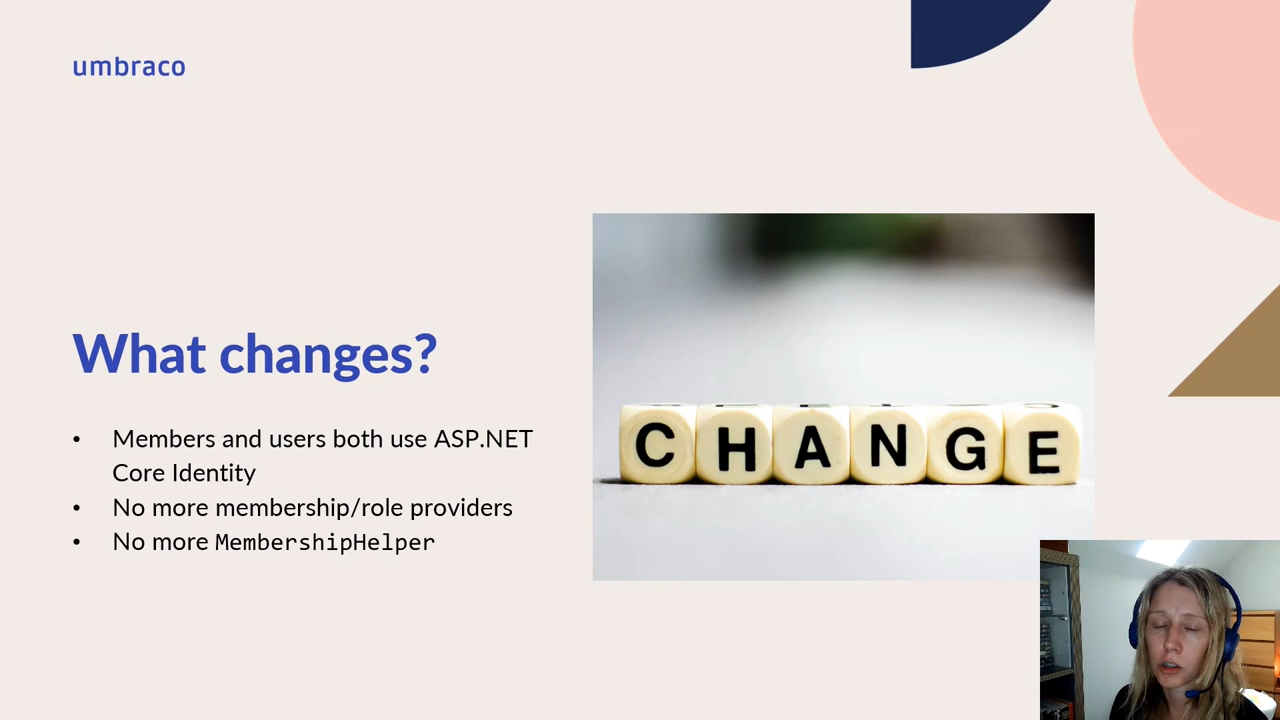 umbraco
What changes?
• Members and users both use ASP.NET
Core Identity
• No more membership/role providers
• No more MembershipHelper
CHANGE